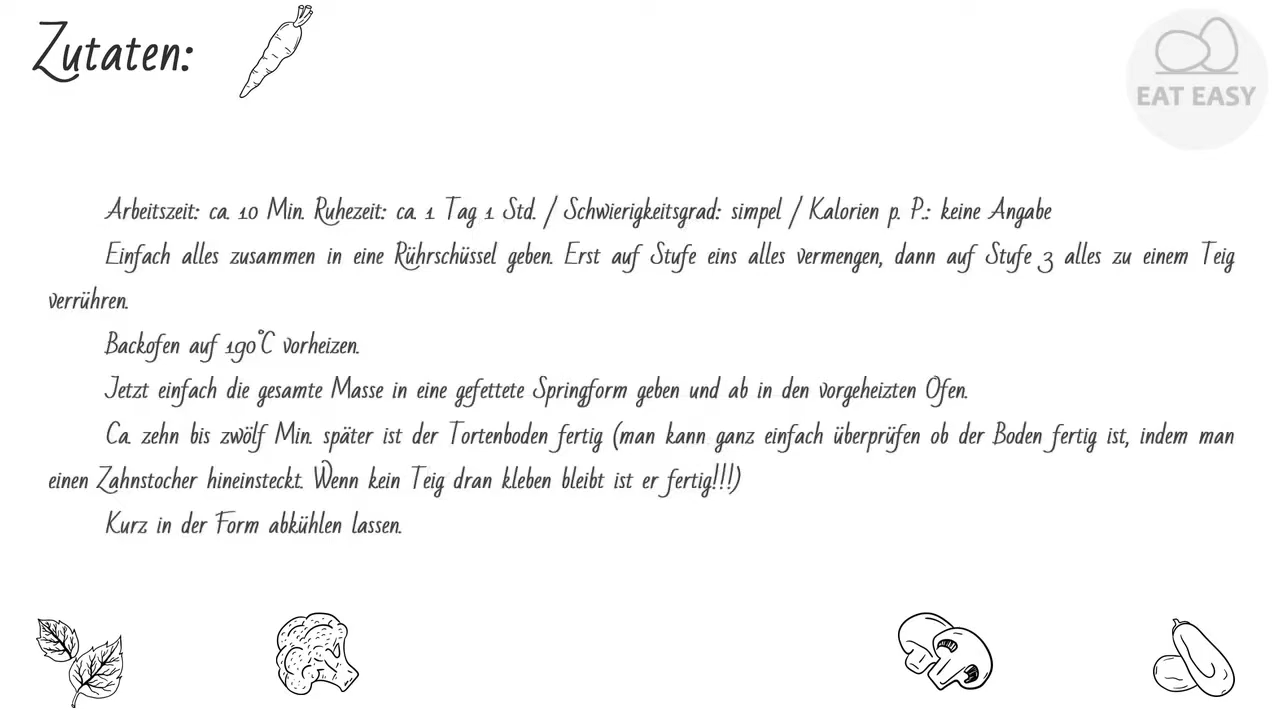 Zutaten:
EAT EASY
Arbeitszeit: ca. 10 Min. Ruhezeit: ca. 1 Tag 1 Std. / Schwierigkeitsgrad: simpel / Kalorien p. P.: keine Angabe
Einfach alles zusammen in eine Rührschüssel geben. Erst auf Stufe eins alles vermengen, dann auf Stufe 3 alles zu einem Teig
verrühren.
Backofen auf 190°C vorheizen.
Jetzt einfach die gesamte Masse in eine gefettete Springform geben und ab in den vorgeheizten Ofen.
Ca. zehn bis zwölf Min. später ist der Tortenboden fertig (man kann ganz einfach überprüfen ob der Boden fertig ist, indem man
einen Zahnstocher hineinsteckt. Wenn kein Teig dran kleben bleibt ist er fertig!!!)
Kurz in der Form abkühlen lassen.